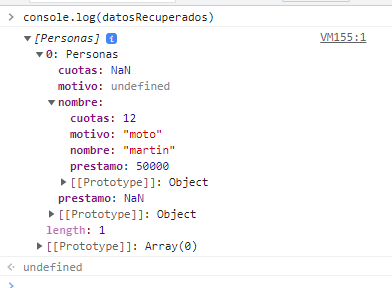 > console.log(datosRecuperados)
▼ [Personas] i VM155:1
▼ 0: Personas
cuotas: NaN
motivo: undefined
▼ nombre:
cuotas: 12
motivo: "moto"
nombre: "martin"
prestamo: 50000
▶ [[Prototype]]: Object
prestamo: NaN
▶ [[Prototype]]: Object
length: 1
▶ [[Prototype]]: Array(0)
< undefined
>